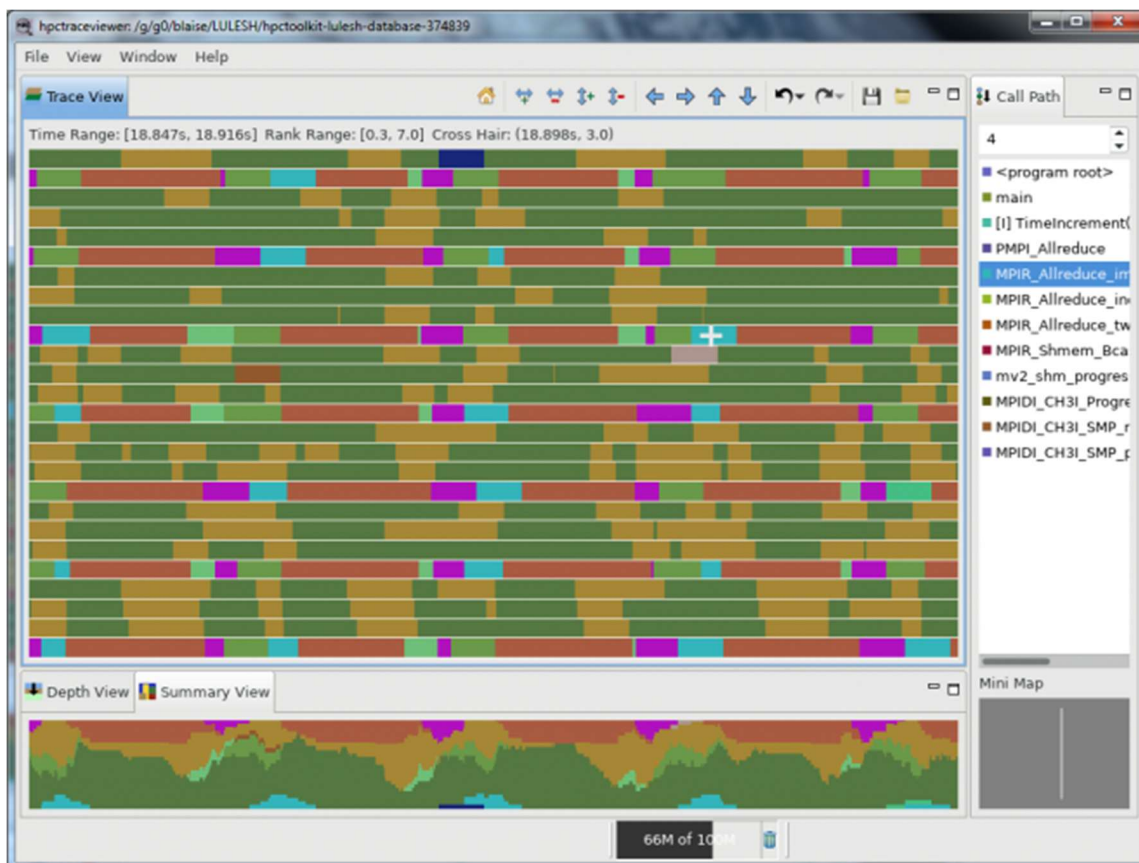 hpctraceviewer: /g/g0/blaise/LULESH/hpctoolkit-lulesh-database-374839
File View Window Help
Trace View
Time Range: [18.847s, 18.916s] Rank Range: [0.3, 7.0] Cross Hair: (18.898s, 3.0)
Call Path
4
<program root>
main
[I] TimeIncrement(
PMPI_Allreduce
MPIR_Allreduce_im
MPIR_Allreduce_in
MPIR_Allreduce_tw
MPIR_Shmem_Bca
mv2_shm_progres
MPIDI_CH3I_Progre
MPIDI_CH3I_SMP_r
MPIDI_CH3I_SMP_p
Depth View
Summary View
Mini Map
66M of 100M